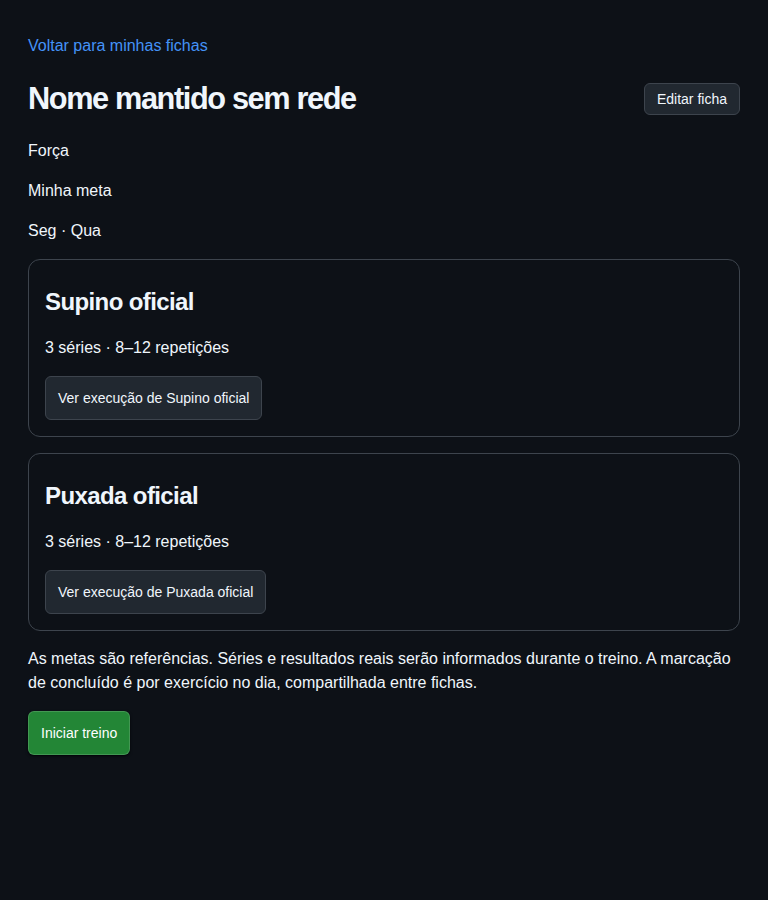 Voltar para minhas fichas
Nome mantido sem rede
Editar ficha
Força
Minha meta
Seg · Qua
Supino oficial
3 séries · 8–12 repetições
Ver execução de Supino oficial
Puxada oficial
3 séries · 8–12 repetições
Ver execução de Puxada oficial
As metas são referências. Séries e resultados reais serão informados durante o treino. A marcação
de concluído é por exercício no dia, compartilhada entre fichas.
Iniciar treino